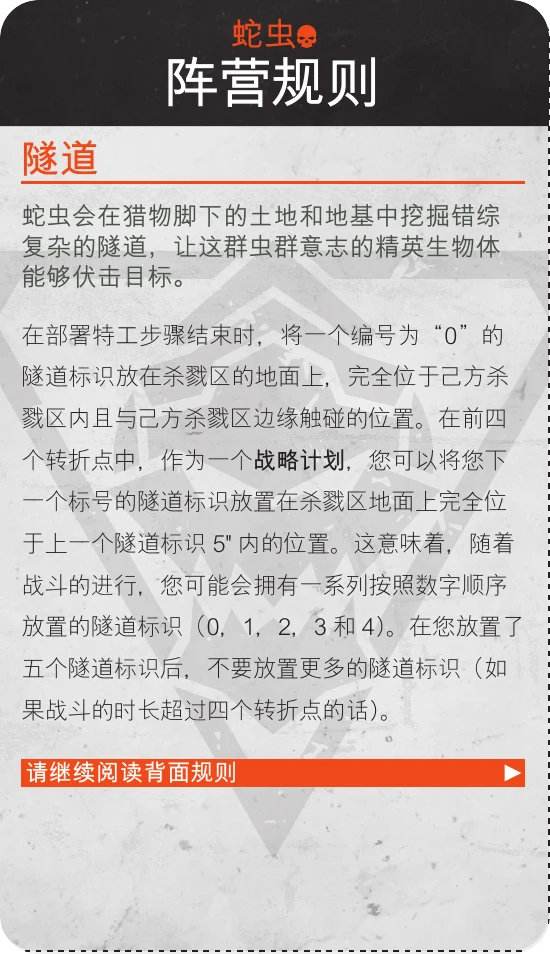 蛇虫
阵营规则
隧道
蛇虫会在猎物脚下的土地和地基中挖掘错综
复杂的隧道，让这群虫群意志的精英生物体
能够伏击目标。
在部署特工步骤结束时，将一个编号为“0”的
隧道标识放在杀戮区的地面上，完全位于己方杀
戮区内且与己方杀戮区边缘触碰的位置。在前四
个转折点中，作为一个战略计划，您可以将您下
一个标号的隧道标识放置在杀戮区地面上完全位
于上一个隧道标识 5" 内的位置。这意味着，随着
战斗的进行，您可能会拥有一系列按照数字顺序
放置的隧道标识（0，1，2，3 和 4）。在您放置了
五个隧道标识后，不要放置更多的隧道标识（如
果战斗的时长超过四个转折点的话）。
请继续阅读背面规则